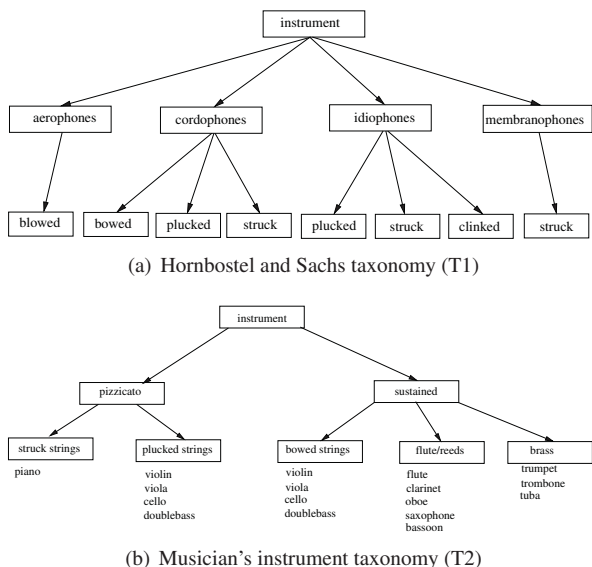 instrument
aerophones cordophones idiophones membranophones
blowed bowed plucked struck plucked struck clinked struck
(a) Hornbostel and Sachs taxonomy (T1)
instrument
pizzicato sustained
struck strings plucked strings bowed strings flute/reeds brass
piano violin violin flute trumpet
viola viola clarinet trombone
cello cello oboe tuba
doublebass doublebass saxophone
bassoon
(b) Musician's instrument taxonomy (T2)